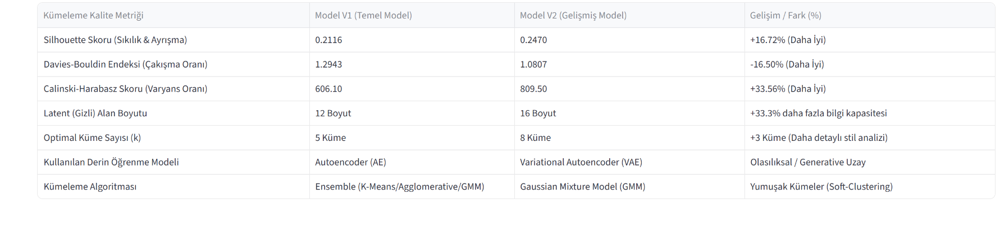 Kümeleme Kalite Metriği Model V1 (Temel Model) Model V2 (Gelişmiş Model) Gelişim / Fark (%)
Silhouette Skoru (Sıkılık & Ayrışma) 0.2116 0.2470 +16.72% (Daha İyi)
Davies-Bouldin Endeksi (Çakışma Oranı) 1.2943 1.0807 -16.50% (Daha İyi)
Calinski-Harabasz Skoru (Varyans Oranı) 606.10 809.50 +33.56% (Daha İyi)
Latent (Gizli) Alan Boyutu 12 Boyut 16 Boyut +33.3% daha fazla bilgi kapasitesi
Optimal Küme Sayısı (k) 5 Küme 8 Küme +3 Küme (Daha detaylı stil analizi)
Kullanılan Derin Öğrenme Modeli Autoencoder (AE) Variational Autoencoder (VAE) Olasılıksal / Generative Uzay
Kümeleme Algoritması Ensemble (K-Means/Agglomerative/GMM) Gaussian Mixture Model (GMM) Yumuşak Kümeler (Soft-Clustering)